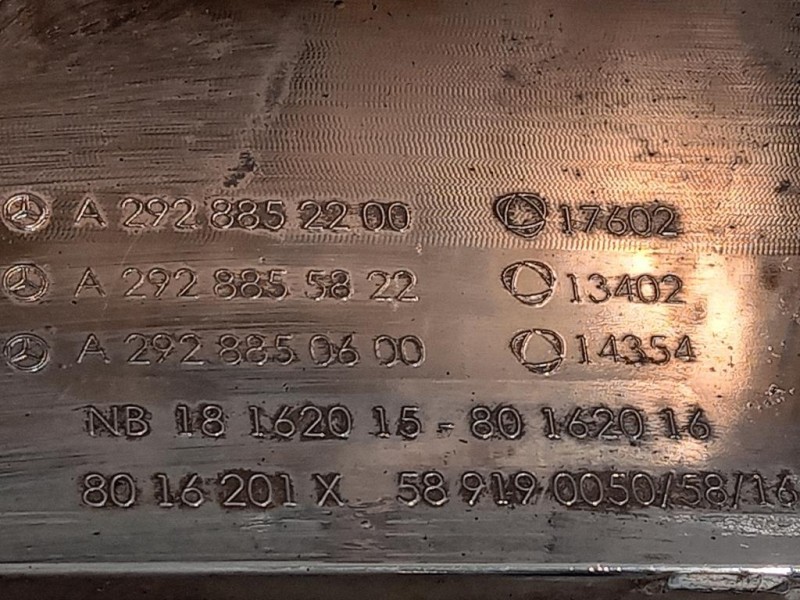 A 292 885 22 00 17602
A 292 885 58 22 13402
A 292 885 06 00 14354
NB 18 1620 15 - 80 1620 16
80 16 201 X 58 919 0050/58/16